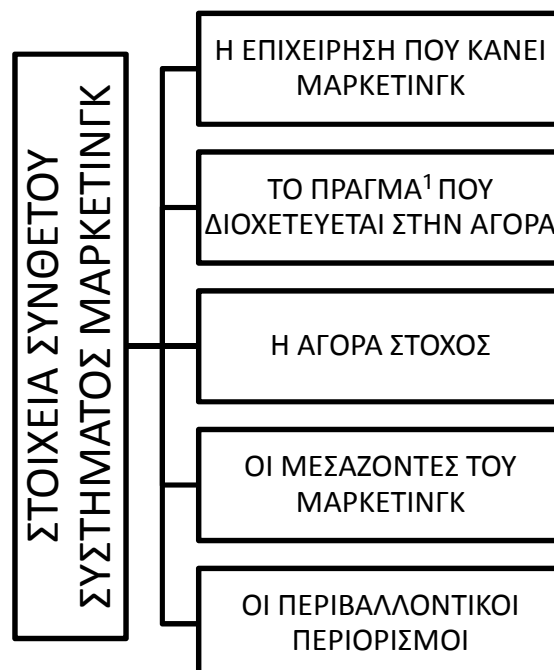 ΣΤΟΙΧΕΙΑ ΣΥΝΘΕΤΟΥ
ΣΥΣΤΗΜΑΤΟΣ ΜΑΡΚΕΤΙΝΓΚ
Η ΕΠΙΧΕΙΡΗΣΗ ΠΟΥ ΚΑΝΕΙ
ΜΑΡΚΕΤΙΝΓΚ
ΤΟ ΠΡΑΓΜΑ¹ ΠΟΥ
ΔΙΟΧΕΤΕΥΕΤΑΙ ΣΤΗΝ ΑΓΟΡΑ
Η ΑΓΟΡΑ ΣΤΟΧΟΣ
ΟΙ ΜΕΣΑΖΟΝΤΕΣ ΤΟΥ
ΜΑΡΚΕΤΙΝΓΚ
ΟΙ ΠΕΡΙΒΑΛΛΟΝΤΙΚΟΙ
ΠΕΡΙΟΡΙΣΜΟΙ